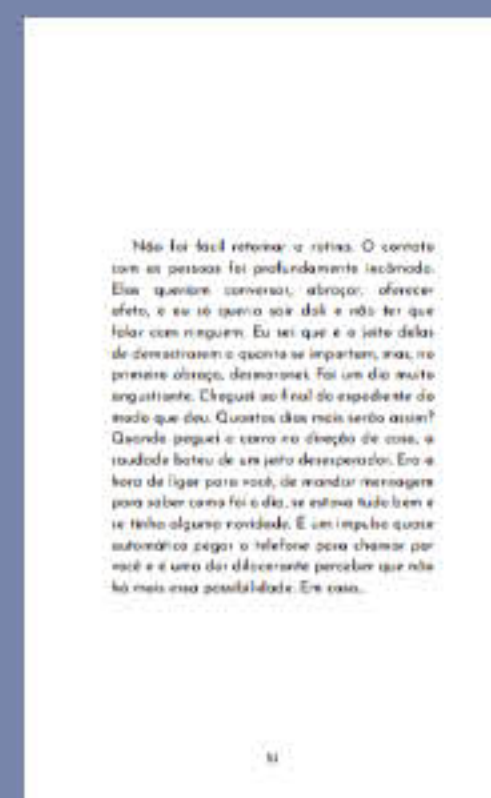 Não foi fácil retomar a rotina. O contato
com as pessoas foi profundamente incômodo.
Elas queriam conversar, abraçar, oferecer
afeto, e eu só queria sair dali e não ter que
falar com ninguém. Eu sei que é o jeito delas
de demostrarem o quanto se importam, mas, no
primeiro abraço, desmoronei. Foi um dia muito
angustiante. Cheguei ao final do expediente do
modo que deu. Quantos dias mais serão assim?
Quando peguei o carro na direção de casa, a
saudade bateu de um jeito desesperador. Era a
hora de ligar para você, de mandar mensagem
para saber como foi o dia, se estava tudo bem e
se tinha alguma novidade. É um impulso quase
automático pegar o telefone para chamar por
você e é uma dor dilacerante perceber que não
há mais essa possibilidade. Em casa,